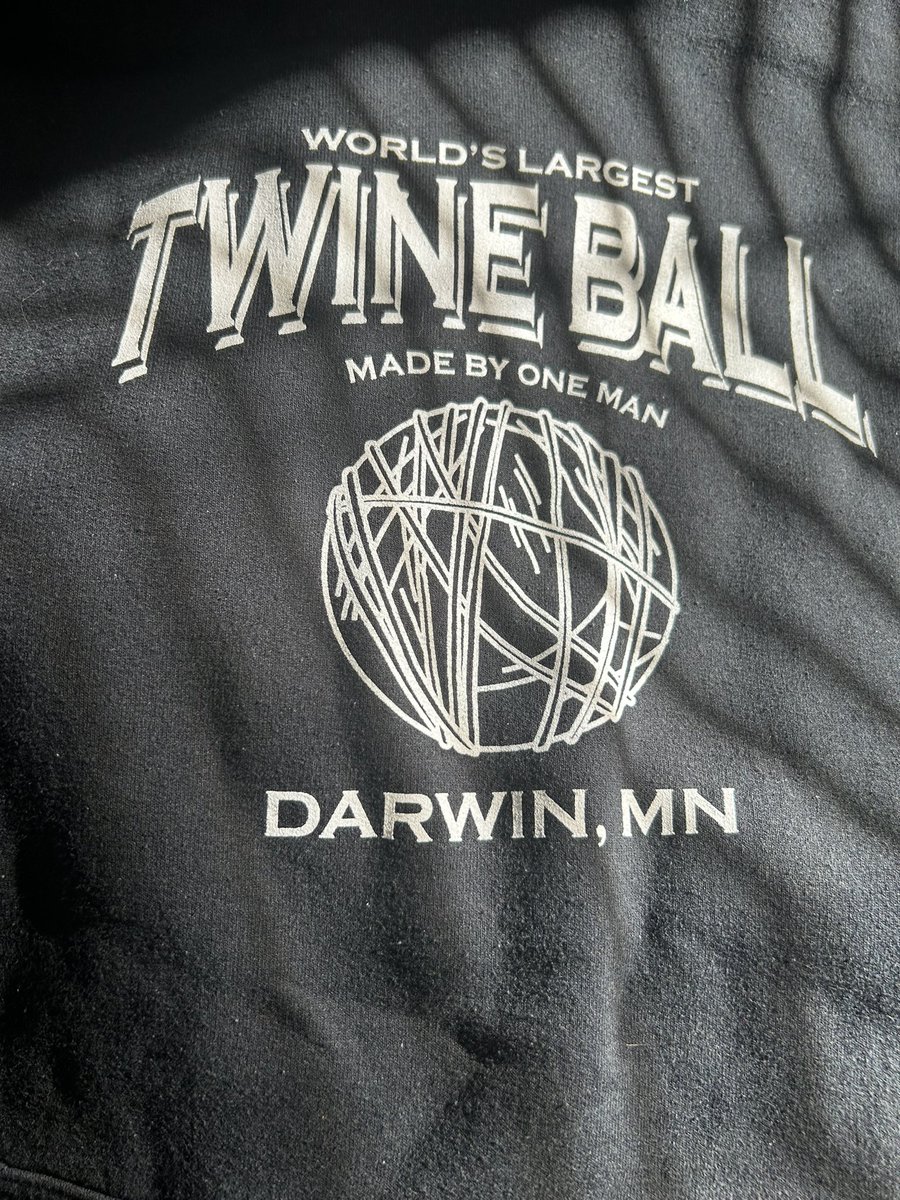 WORLD'S LARGEST
TWINE BALL
MADE BY ONE MAN
DARWIN, MN